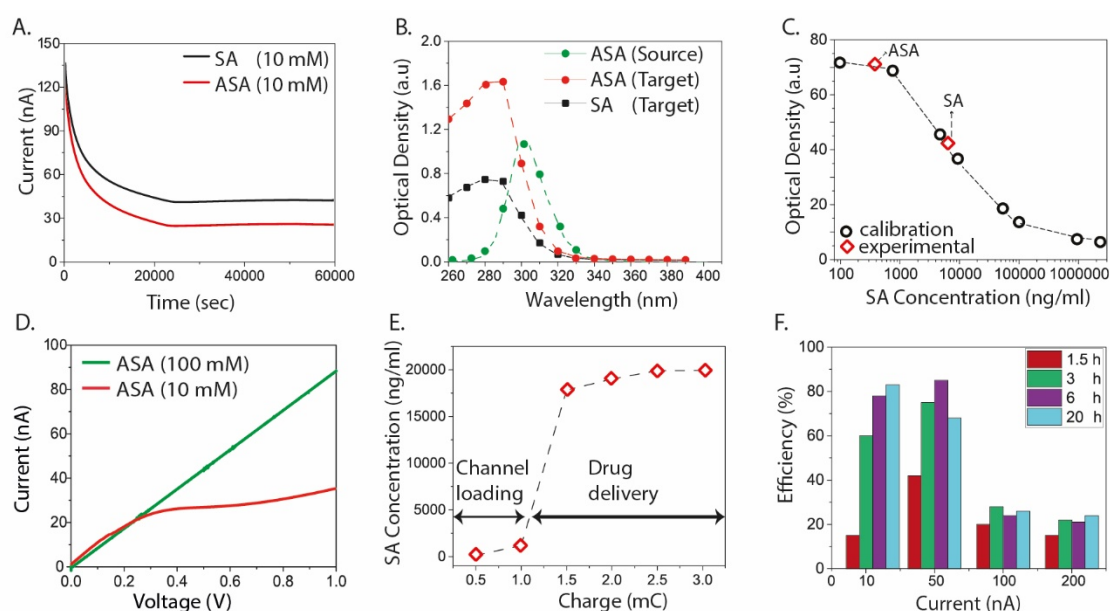 A.
150
120
90
60
30
0
Current (nA)
SA (10 mM)
ASA (10 mM)
0
20000
40000
60000
Time (sec)
B.
2.0
1.6
1.2
0.8
0.4
0.0
Optical Density (a.u)
ASA (Source)
ASA (Target)
SA (Target)
260 280 300 320 340 360 380 400
Wavelength (nm)
C.
80
60
40
20
0
Optical Density (a.u)
ASA
SA
calibration
experimental
100 1000 10000 100000 1000000
SA Concentration (ng/ml)
D.
100
80
60
40
20
0
Current (nA)
ASA (100 mM)
ASA (10 mM)
0.0 0.2 0.4 0.6 0.8 1.0
Voltage (V)
E.
20000
15000
10000
5000
0
SA Concentration (ng/ml)
Channel
loading
Drug
delivery
0.5 1.0 1.5 2.0 2.5 3.0
Charge (mC)
F.
100
80
60
40
20
0
Efficiency (%)
1.5 h
3 h
6 h
20 h
10 50 100 200
Current (nA)